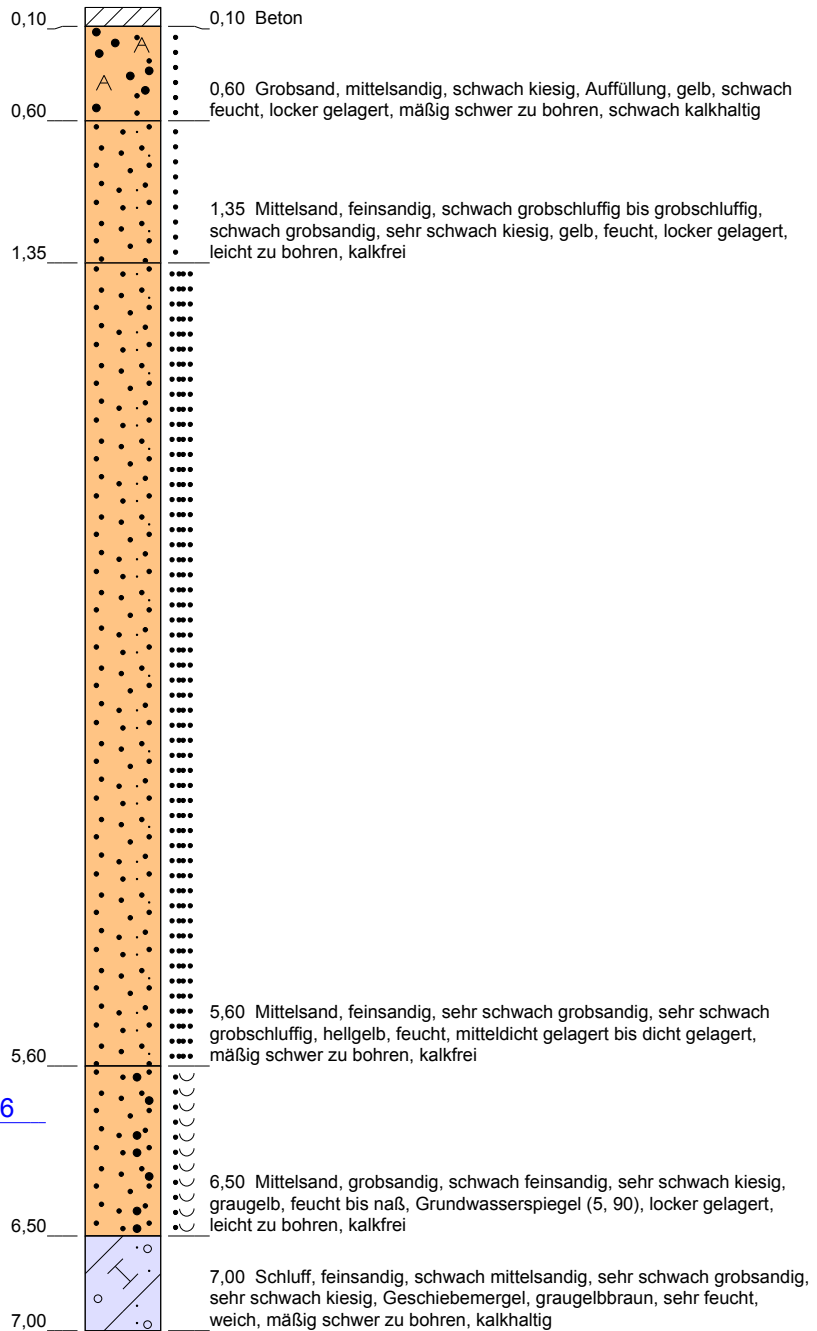 0,10
0,10 Beton
A
A
0,60 Grobsand, mittelsandig, schwach kiesig, Auffüllung, gelb, schwach
feucht, locker gelagert, mäßig schwer zu bohren, schwach kalkhaltig
0,60
1,35 Mittelsand, feinsandig, schwach grobschluffig bis grobschluffig,
schwach grobsandig, sehr schwach kiesig, gelb, feucht, locker gelagert,
leicht zu bohren, kalkfrei
1,35
5,60 Mittelsand, feinsandig, sehr schwach grobsandig, sehr schwach
grobschluffig, hellgelb, feucht, mitteldicht gelagert bis dicht gelagert,
mäßig schwer zu bohren, kalkfrei
5,60
6
6,50 Mittelsand, grobsandig, schwach feinsandig, sehr schwach kiesig,
graugelb, feucht bis naß, Grundwasserspiegel (5, 90), locker gelagert,
leicht zu bohren, kalkfrei
6,50
7,00 Schluff, feinsandig, schwach mittelsandig, sehr schwach grobsandig,
sehr schwach kiesig, Geschiebemergel, graugelbbraun, sehr feucht,
weich, mäßig schwer zu bohren, kalkhaltig
7,00